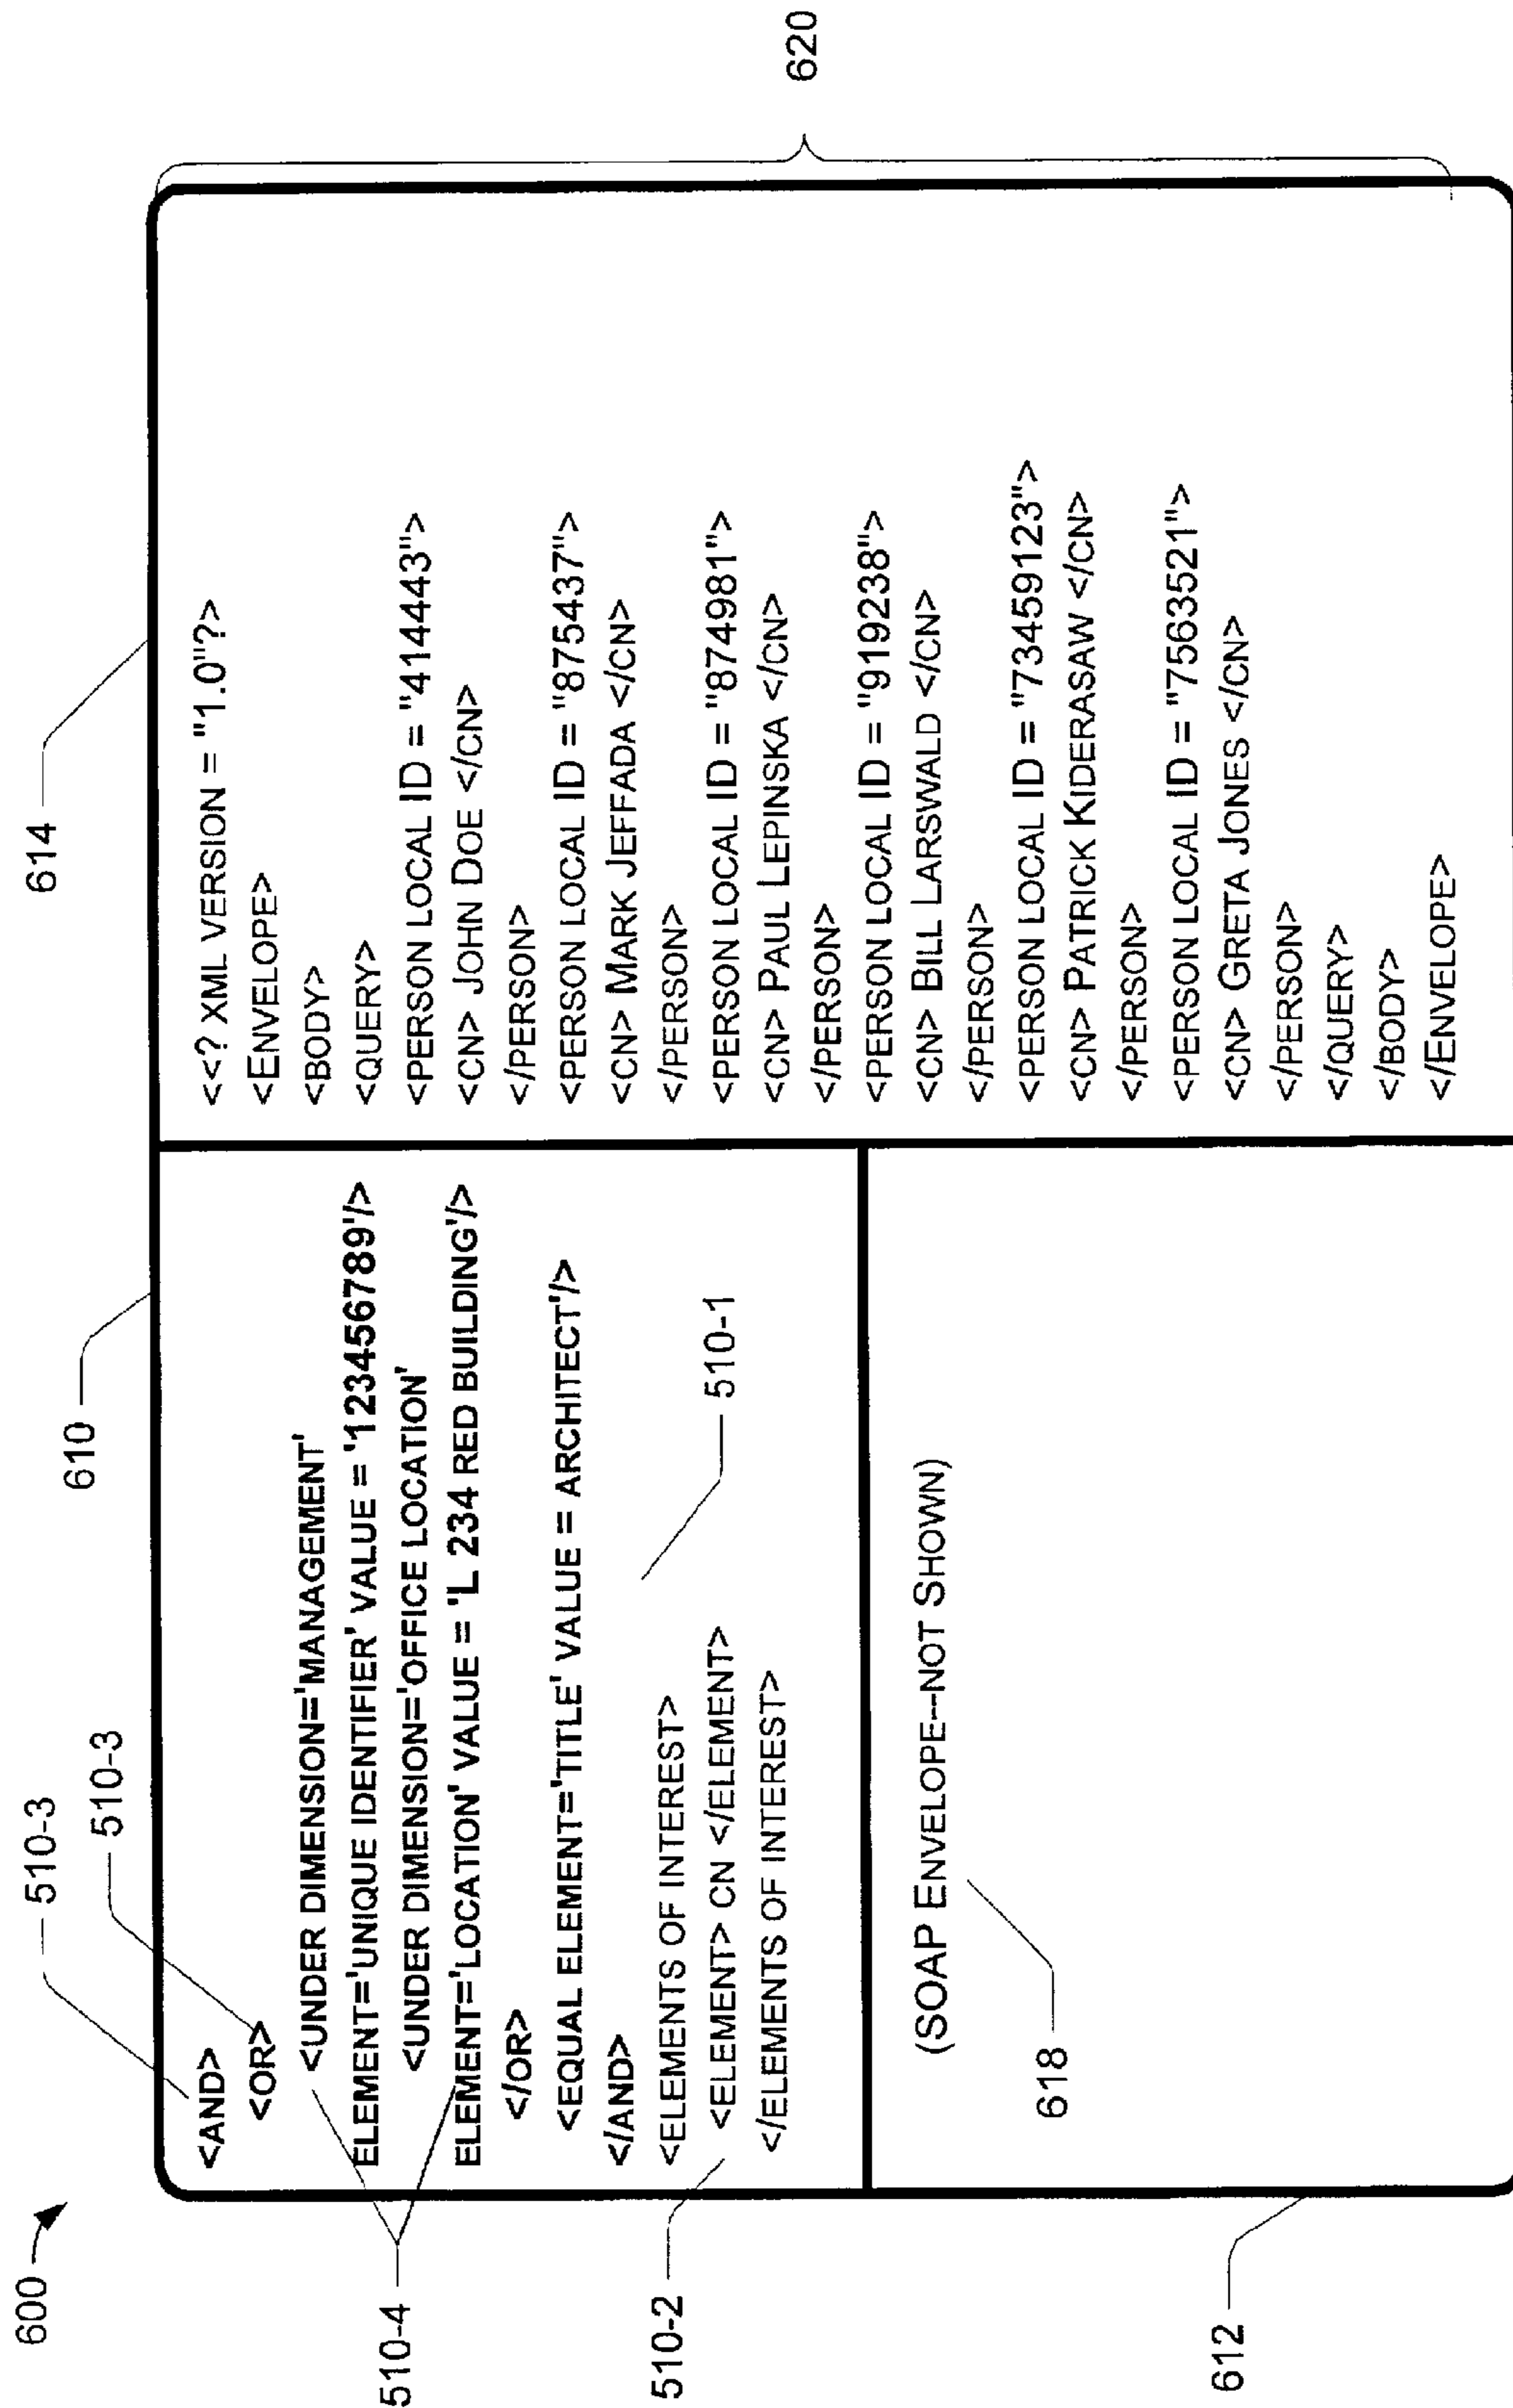 600
510-3
510-3
610
614
<AND>
<OR>
<UNDER DIMENSION='MANAGEMENT'
ELEMENT='UNIQUE IDENTIFIER' VALUE = '123456789'/>
<UNDER DIMENSION='OFFICE LOCATION'
ELEMENT='LOCATION' VALUE = 'L 234 RED BUILDING'/>
</OR>
<EQUAL ELEMENT='TITLE' VALUE = ARCHITECT'/>
</AND>
<ELEMENTS OF INTEREST>
<ELEMENT> CN </ELEMENT>
</ELEMENTS OF INTEREST>
510-4
510-2
510-1
(SOAP ENVELOPE--NOT SHOWN)
618
612
<<? XML VERSION = "1.0"?>
<ENVELOPE>
<BODY>
<QUERY>
<PERSON LOCAL ID = "414443">
<CN> JOHN DOE </CN>
</PERSON>
<PERSON LOCAL ID = "875437">
<CN> MARK JEFFADA </CN>
</PERSON>
<PERSON LOCAL ID = "874981">
<CN> PAUL LEPINSKA </CN>
</PERSON>
<PERSON LOCAL ID = "919238">
<CN> BILL LARSWALD </CN>
</PERSON>
<PERSON LOCAL ID = "73459123">
<CN> PATRICK KIDERASAW </CN>
</PERSON>
<PERSON LOCAL ID = "7563521">
<CN> GRETA JONES </CN>
</PERSON>
</QUERY>
</BODY>
</ENVELOPE>
620